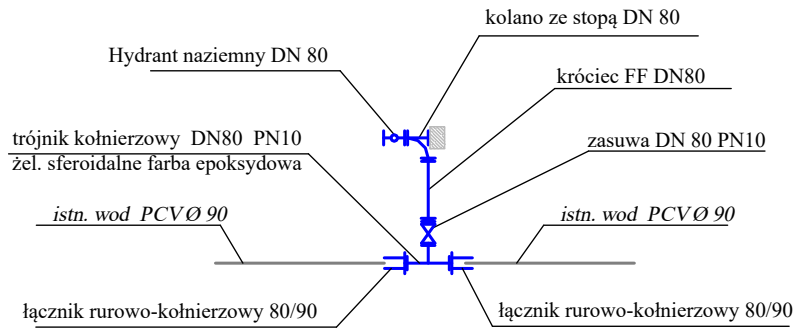 kolano ze stopą DN 80
Hydrant naziemny DN 80
króciec FF DN80
trójnik kołnierzowy DN80 PN10
żel. sferoidalne farba epoksydowa
zasuwa DN 80 PN10
istn. wod PCVØ 90
istn. wod PCVØ 90
łącznik rurowo-kołnierzowy 80/90
łącznik rurowo-kołnierzowy 80/90